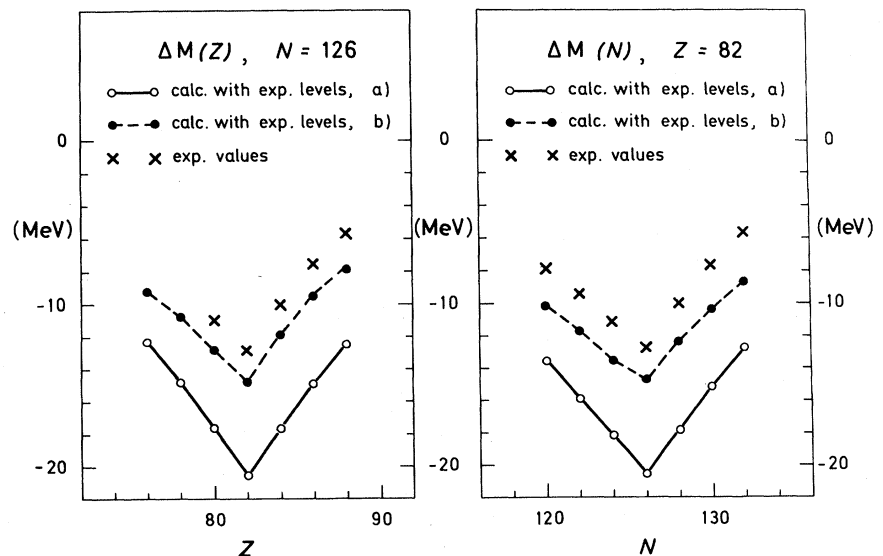 ΔM(Z), N = 126
calc. with exp. levels, a)
calc. with exp. levels, b)
exp. values
0
(MeV)
-10
-20
80
90
Z
ΔM(N), Z = 82
calc. with exp. levels, a)
calc. with exp. levels, b)
exp. values
0
0
(MeV)
(MeV)
-10
-10
-20
-20
120
130
N